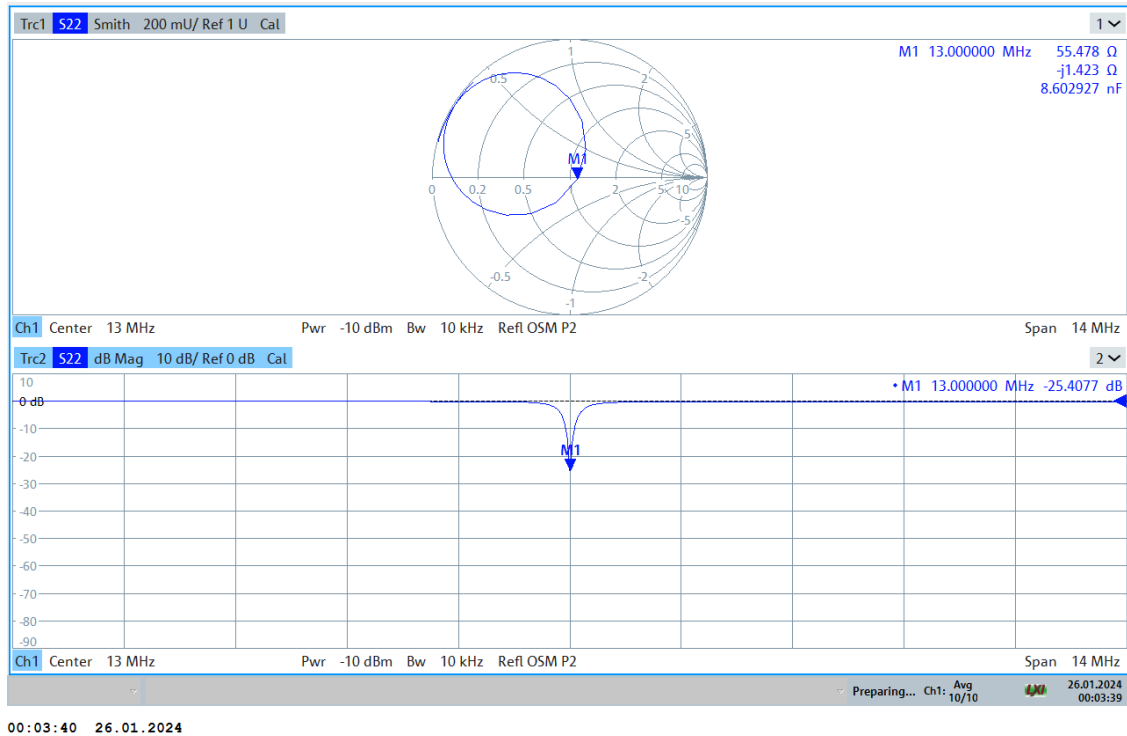 Trc1 S22 Smith 200 mU/ Ref 1 U Cal 1
M1 13.000000 MHz 55.478 Ω
-j1.423 Ω
8.602927 nF
1
0.5
2
5
M1
0 0.2 0.5 1 2 5 10
-5
-0.5
-2
-1
Ch1 Center 13 MHz Pwr -10 dBm Bw 10 kHz Refl OSM P2 Span 14 MHz
Trc2 S22 dB Mag 10 dB/ Ref 0 dB Cal 2
10
• M1 13.000000 MHz -25.4077 dB
0 dB
-10
M1
-20
-30
-40
-50
-60
-70
-80
-90
Ch1 Center 13 MHz Pwr -10 dBm Bw 10 kHz Refl OSM P2 Span 14 MHz
Preparing... Ch1: Avg 10/10 LXI 26.01.2024
00:03:39
00:03:40 26.01.2024